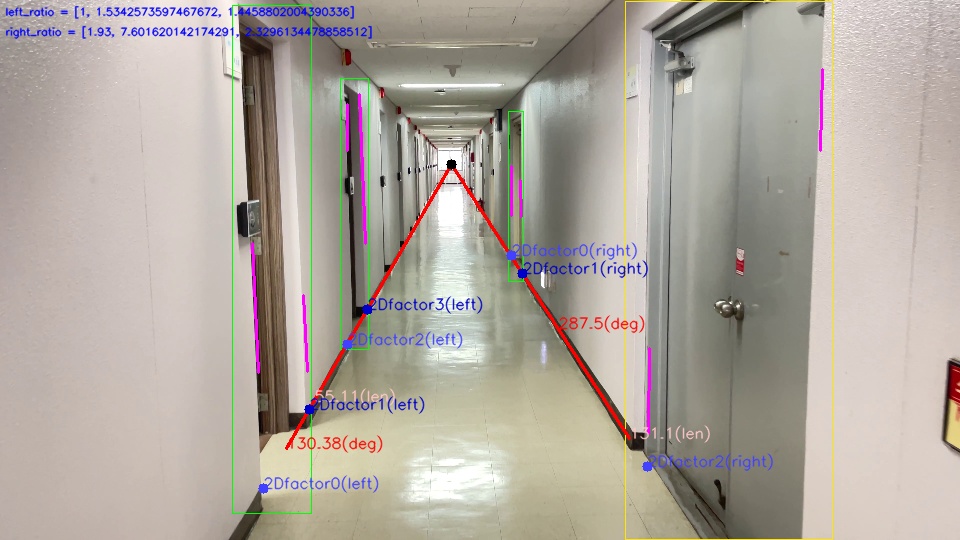 left_ratio = [1, 1.5342573597467672, 1.4458802004390336]
right_ratio = [1.93, 7.601620142174291, 2.3296134478858512]
2Dfactor0(right)
2Dfactor1(right)
2Dfactor3(left)
287.5(deg)
2Dfactor2(left)
55.11(len)
2Dfactor1(left)
131.1(len)
130.38(deg)
2Dfactor2(right)
2Dfactor0(left)